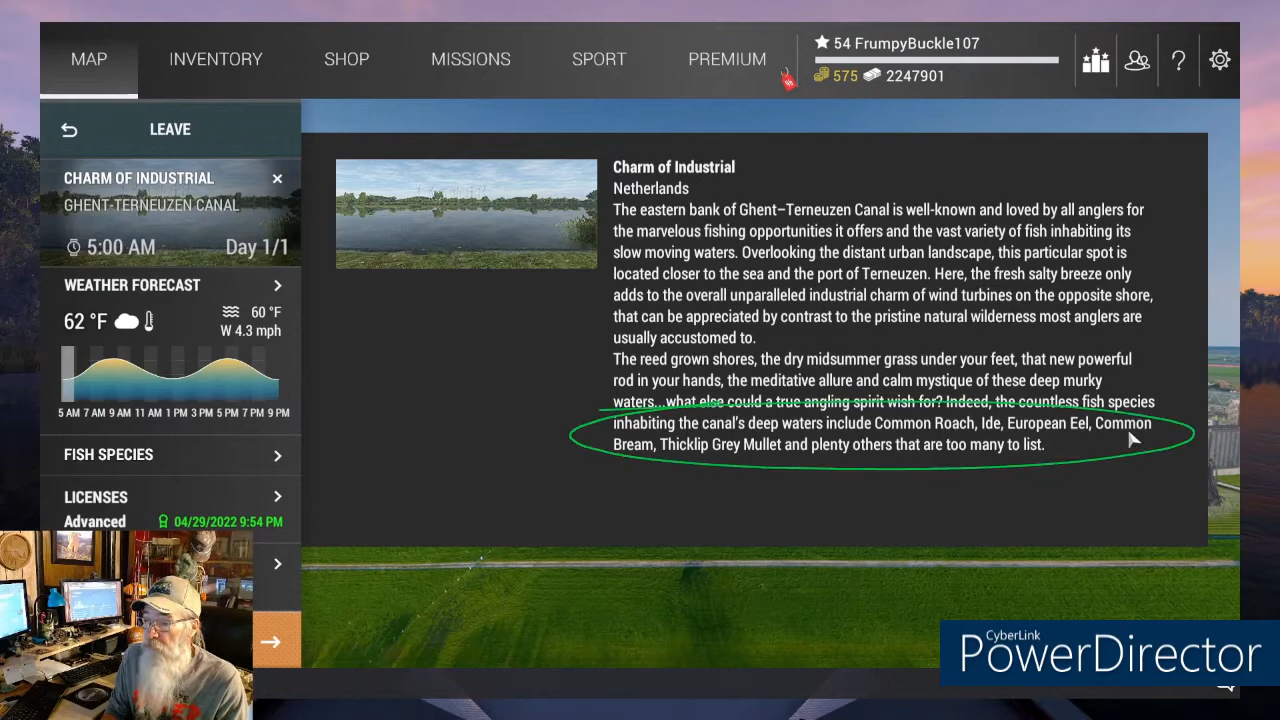 MAP INVENTORY SHOP MISSIONS SPORT PREMIUM
54 FrumpyBuckle107
575 2247901
?
LEAVE
CHARM OF INDUSTRIAL
GHENT-TERNEUZEN CANAL
5:00 AM Day 1/1
WEATHER FORECAST
62 °F 60 °F
W 4.3 mph
5 AM 7 AM 9 AM 11 AM 1 PM 3 PM 5 PM 7 PM 9 PM
FISH SPECIES
LICENSES
Advanced 04/29/2022 9:54 PM
Charm of Industrial
Netherlands
The eastern bank of Ghent–Terneuzen Canal is well-known and loved by all anglers for
the marvelous fishing opportunities it offers and the vast variety of fish inhabiting its
slow moving waters. Overlooking the distant urban landscape, this particular spot is
located closer to the sea and the port of Terneuzen. Here, the fresh salty breeze only
adds to the overall unparalleled industrial charm of wind turbines on the opposite shore,
that can be appreciated by contrast to the pristine natural wilderness most anglers are
usually accustomed to.
The reed grown shores, the dry midsummer grass under your feet, that new powerful
rod in your hands, the meditative allure and calm mystique of these deep murky
waters...what else could a true angling spirit wish for? Indeed, the countless fish species
inhabiting the canal's deep waters include Common Roach, Ide, European Eel, Common
Bream, Thicklip Grey Mullet and plenty others that are too many to list.
CyberLink
PowerDirector